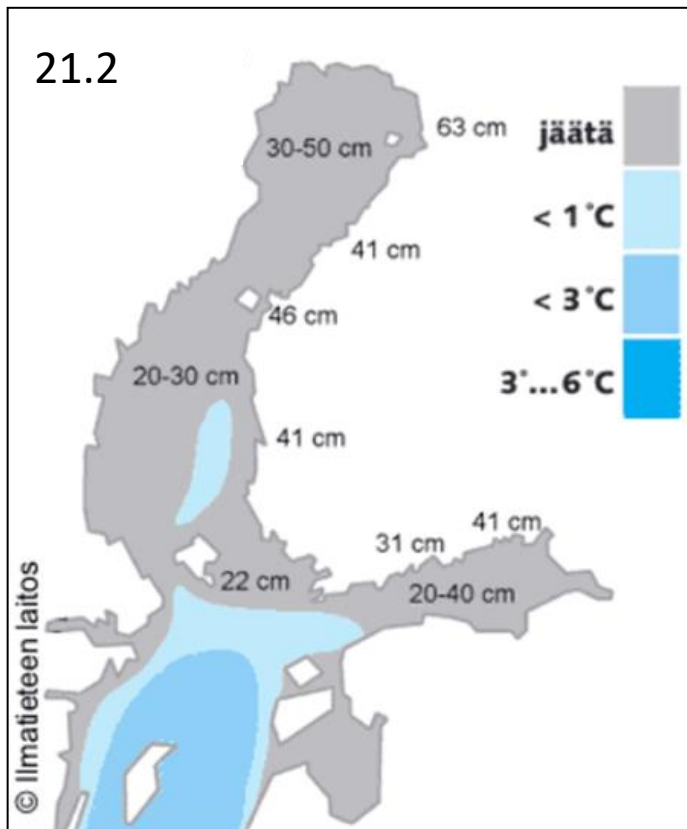 21.2
63 cm
30-50 cm
41 cm
46 cm
20-30 cm
41 cm
41 cm
31 cm
22 cm
20-40 cm
jäätä
< 1°C
< 3°C
3°...6°C
© Ilmatieteen laitos